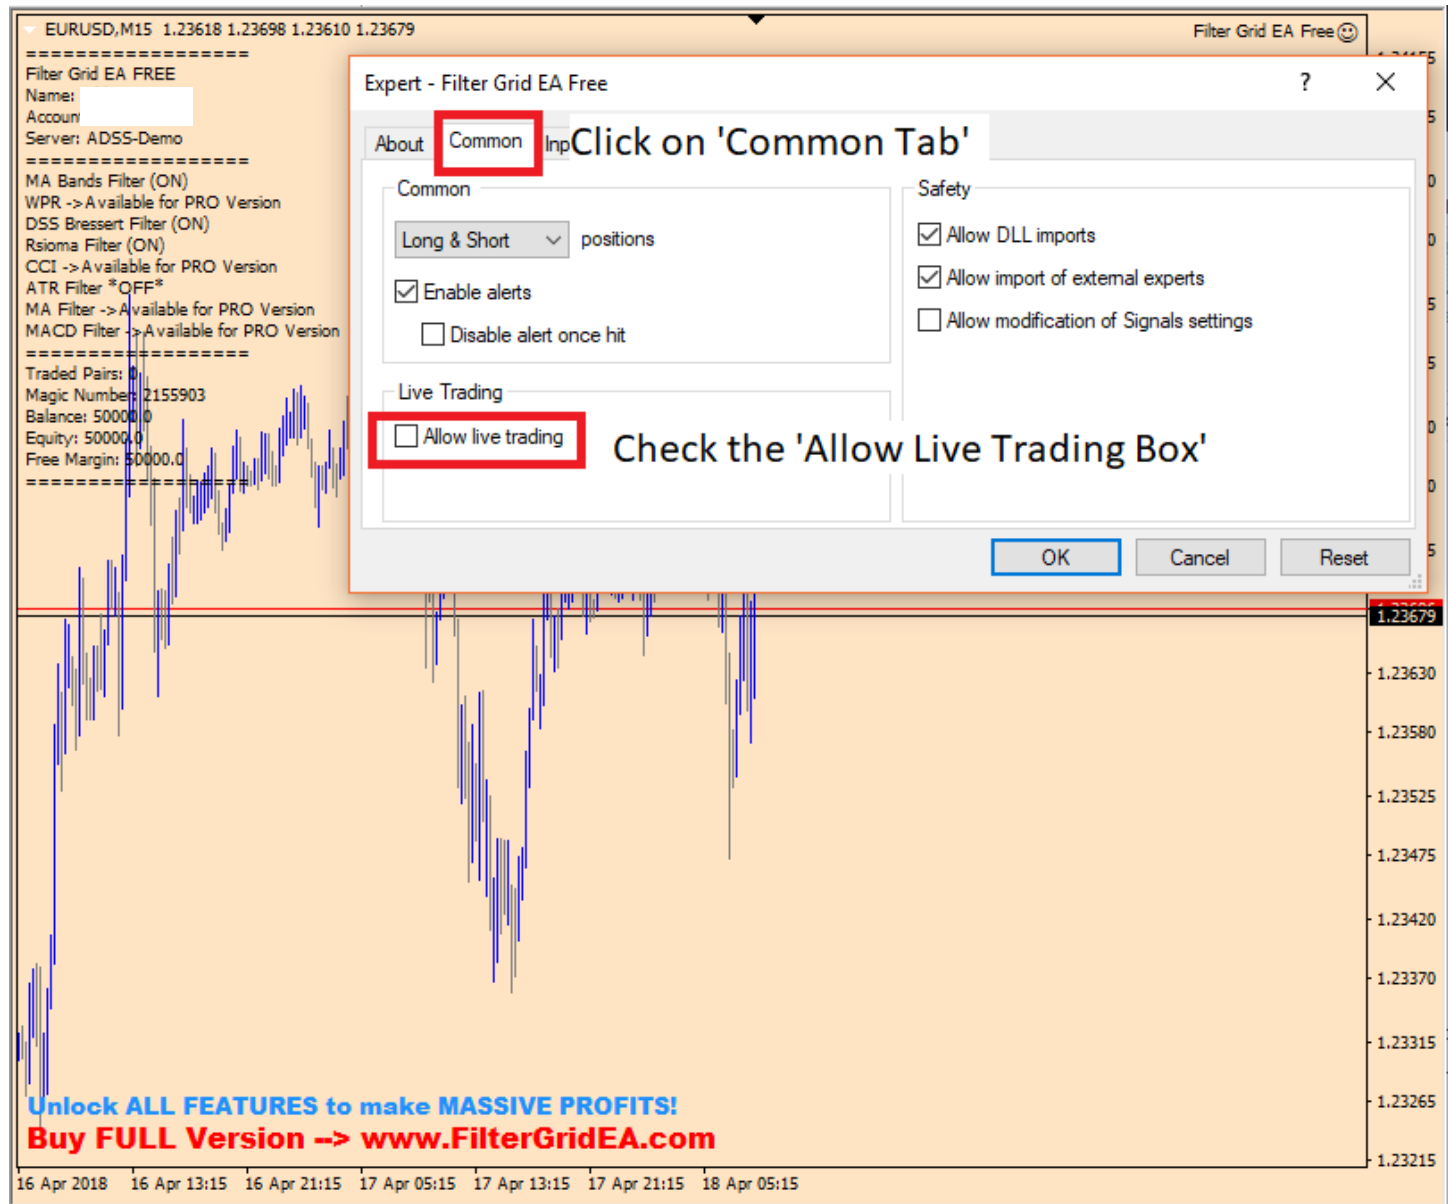 EURUSD,M15 1.23618 1.23698 1.23610 1.23679
Filter Grid EA Free
==================
Filter Grid EA FREE
Name:
Account
Server: ADSS-Demo
==================
MA Bands Filter (ON)
WPR ->Available for PRO Version
DSS Bressert Filter (ON)
Rsioma Filter (ON)
CCI ->Available for PRO Version
ATR Filter *OFF*
MA Filter ->Available for PRO Version
MACD Filter ->Available for PRO Version
==================
Traded Pairs: 0
Magic Number: 2155903
Balance: 50000.0
Equity: 50000.0
Free Margin: 50000.0
==================
Expert - Filter Grid EA Free
? ×
About Common Inp
Click on 'Common Tab'
Common
Long & Short positions
Enable alerts
Disable alert once hit
Live Trading
Allow live trading
Check the 'Allow Live Trading Box'
Safety
Allow DLL imports
Allow import of external experts
Allow modification of Signals settings
OK Cancel Reset
1.23679
1.23630
1.23580
1.23525
1.23475
1.23420
1.23370
1.23315
1.23265
1.23215
Unlock ALL FEATURES to make MASSIVE PROFITS!
Buy FULL Version --> www.FilterGridEA.com
16 Apr 2018 16 Apr 13:15 16 Apr 21:15 17 Apr 05:15 17 Apr 13:15 17 Apr 21:15 18 Apr 05:15